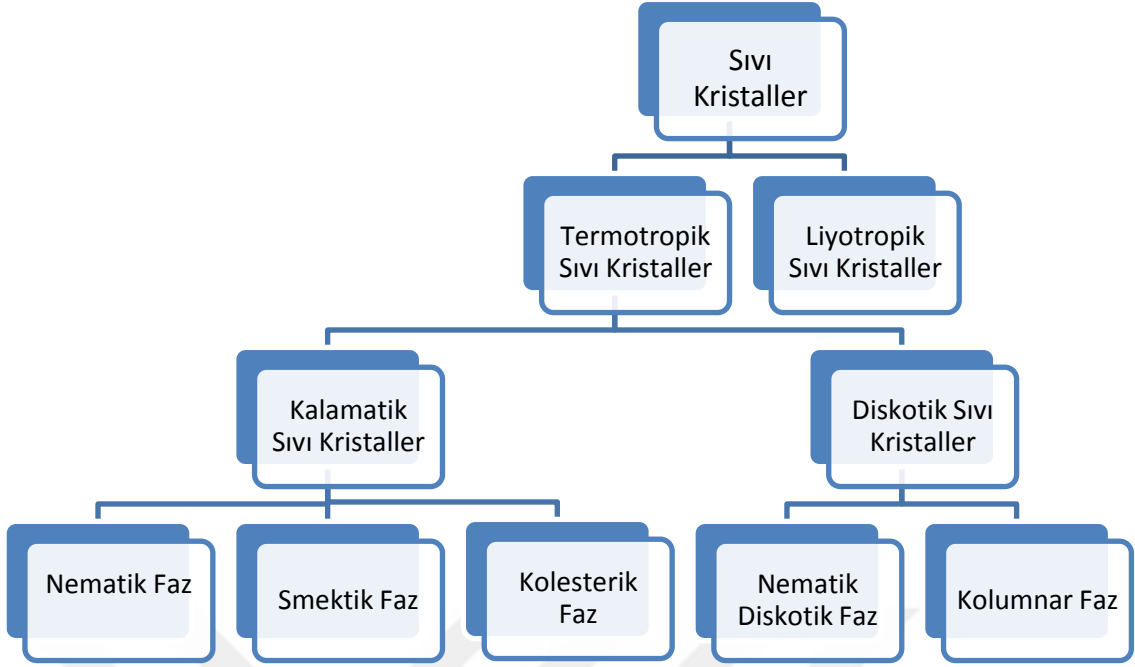 Sıvı
Kristaller
Termotropik
Sıvı Kristaller
Liyotropik
Sıvı Kristaller
Kalamatik
Sıvı Kristaller
Diskotik Sıvı
Kristaller
Nematik Faz
Smektik Faz
Kolesterik
Faz
Nematik
Diskotik Faz
Kolumnar Faz